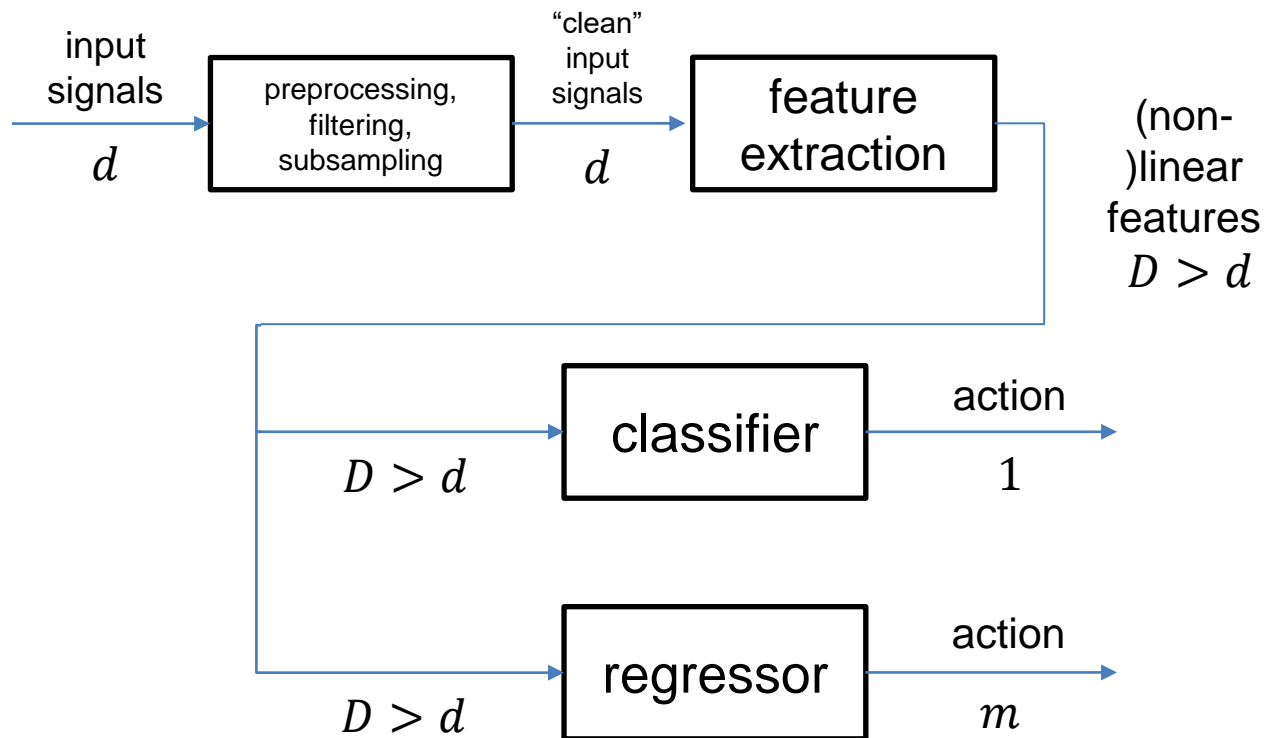 input
signals
d
preprocessing,
filtering,
subsampling
“clean”
input
signals
d
feature
extraction
(non-
)linear
features
D > d
D > d
classifier
action
1
D > d
regressor
action
m